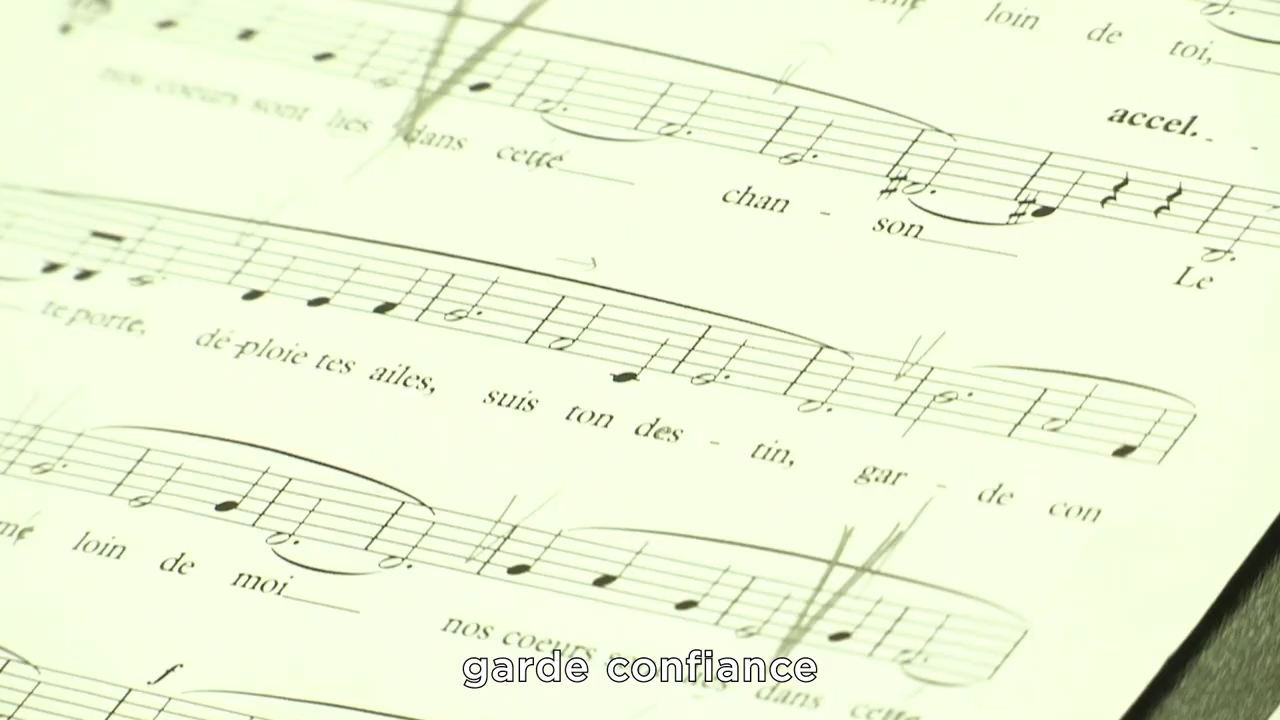 loin de toi,
accel.
nos coeurs sont liés dans cette
chan - son
Le
te porte, dé-ploie tes ailes, suis ton des - tin, gar - de con
loin de moi
nos coeurs
dans cette
f
garde confiance